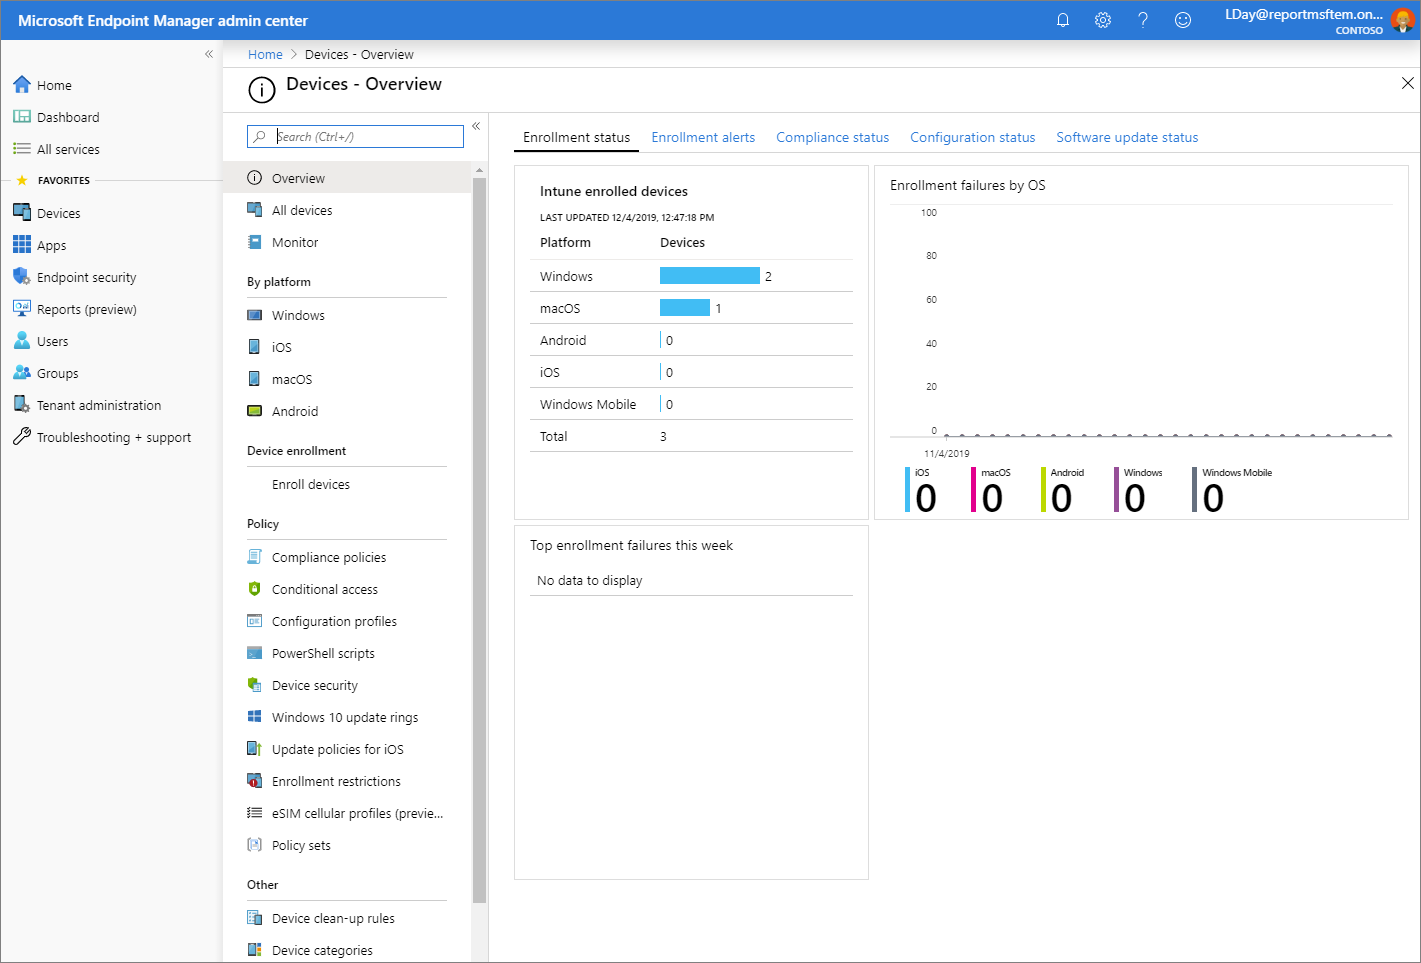 Microsoft Endpoint Manager admin center
LDay@reportmsftem.on...
CONTOSO
Home
Dashboard
All services
FAVORITES
Devices
Apps
Endpoint security
Reports (preview)
Users
Groups
Tenant administration
Troubleshooting + support
Home > Devices - Overview
Devices - Overview
Search (Ctrl+/)
Overview
All devices
Monitor
By platform
Windows
iOS
macOS
Android
Device enrollment
Enroll devices
Policy
Compliance policies
Conditional access
Configuration profiles
PowerShell scripts
Device security
Windows 10 update rings
Update policies for iOS
Enrollment restrictions
eSIM cellular profiles (previe...
Policy sets
Other
Device clean-up rules
Device categories
Enrollment status Enrollment alerts Compliance status Configuration status Software update status
Intune enrolled devices
LAST UPDATED 12/4/2019, 12:47:18 PM
Platform Devices
Windows 2
macOS 1
Android 0
iOS 0
Windows Mobile 0
Total 3
Enrollment failures by OS
100
80
60
40
20
0
11/4/2019
iOS macOS Android Windows Windows Mobile
0 0 0 0 0
Top enrollment failures this week
No data to display